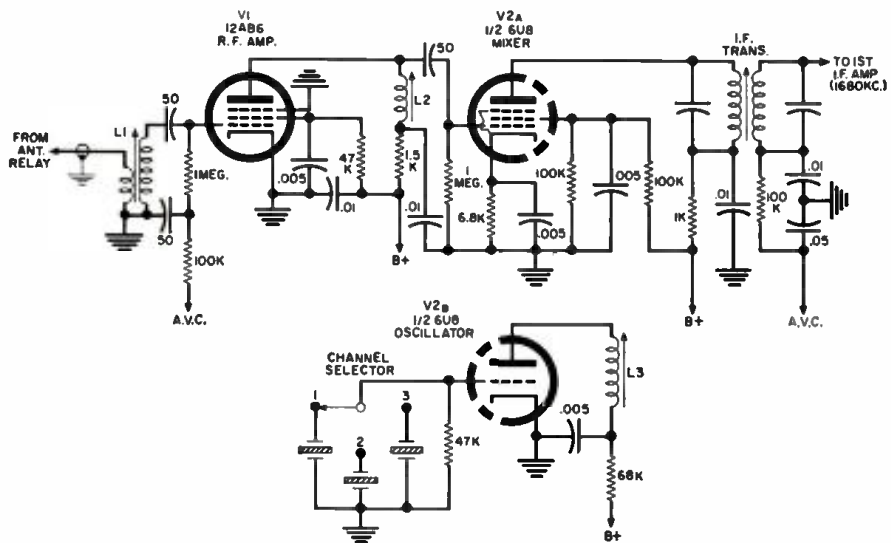 V1
12AB6
R.F. AMP.
V2A
1/2 6U8
MIXER
I.F.
TRANS.
TO 1ST
I.F. AMP
(1680KC.)
50
50
L1
L2
FROM
ANT.
RELAY
1MEG.
47
K
1.5
K
.005
.01
.01
50
100K
A.V.C.
B+
1
MEG.
6.8K
.005
100K
.005
100K
1K
.01
100
K
.01
.05
B+
A.V.C.
V2B
1/2 6U8
OSCILLATOR
CHANNEL
SELECTOR
1
2
3
47K
.005
L3
68K
B+